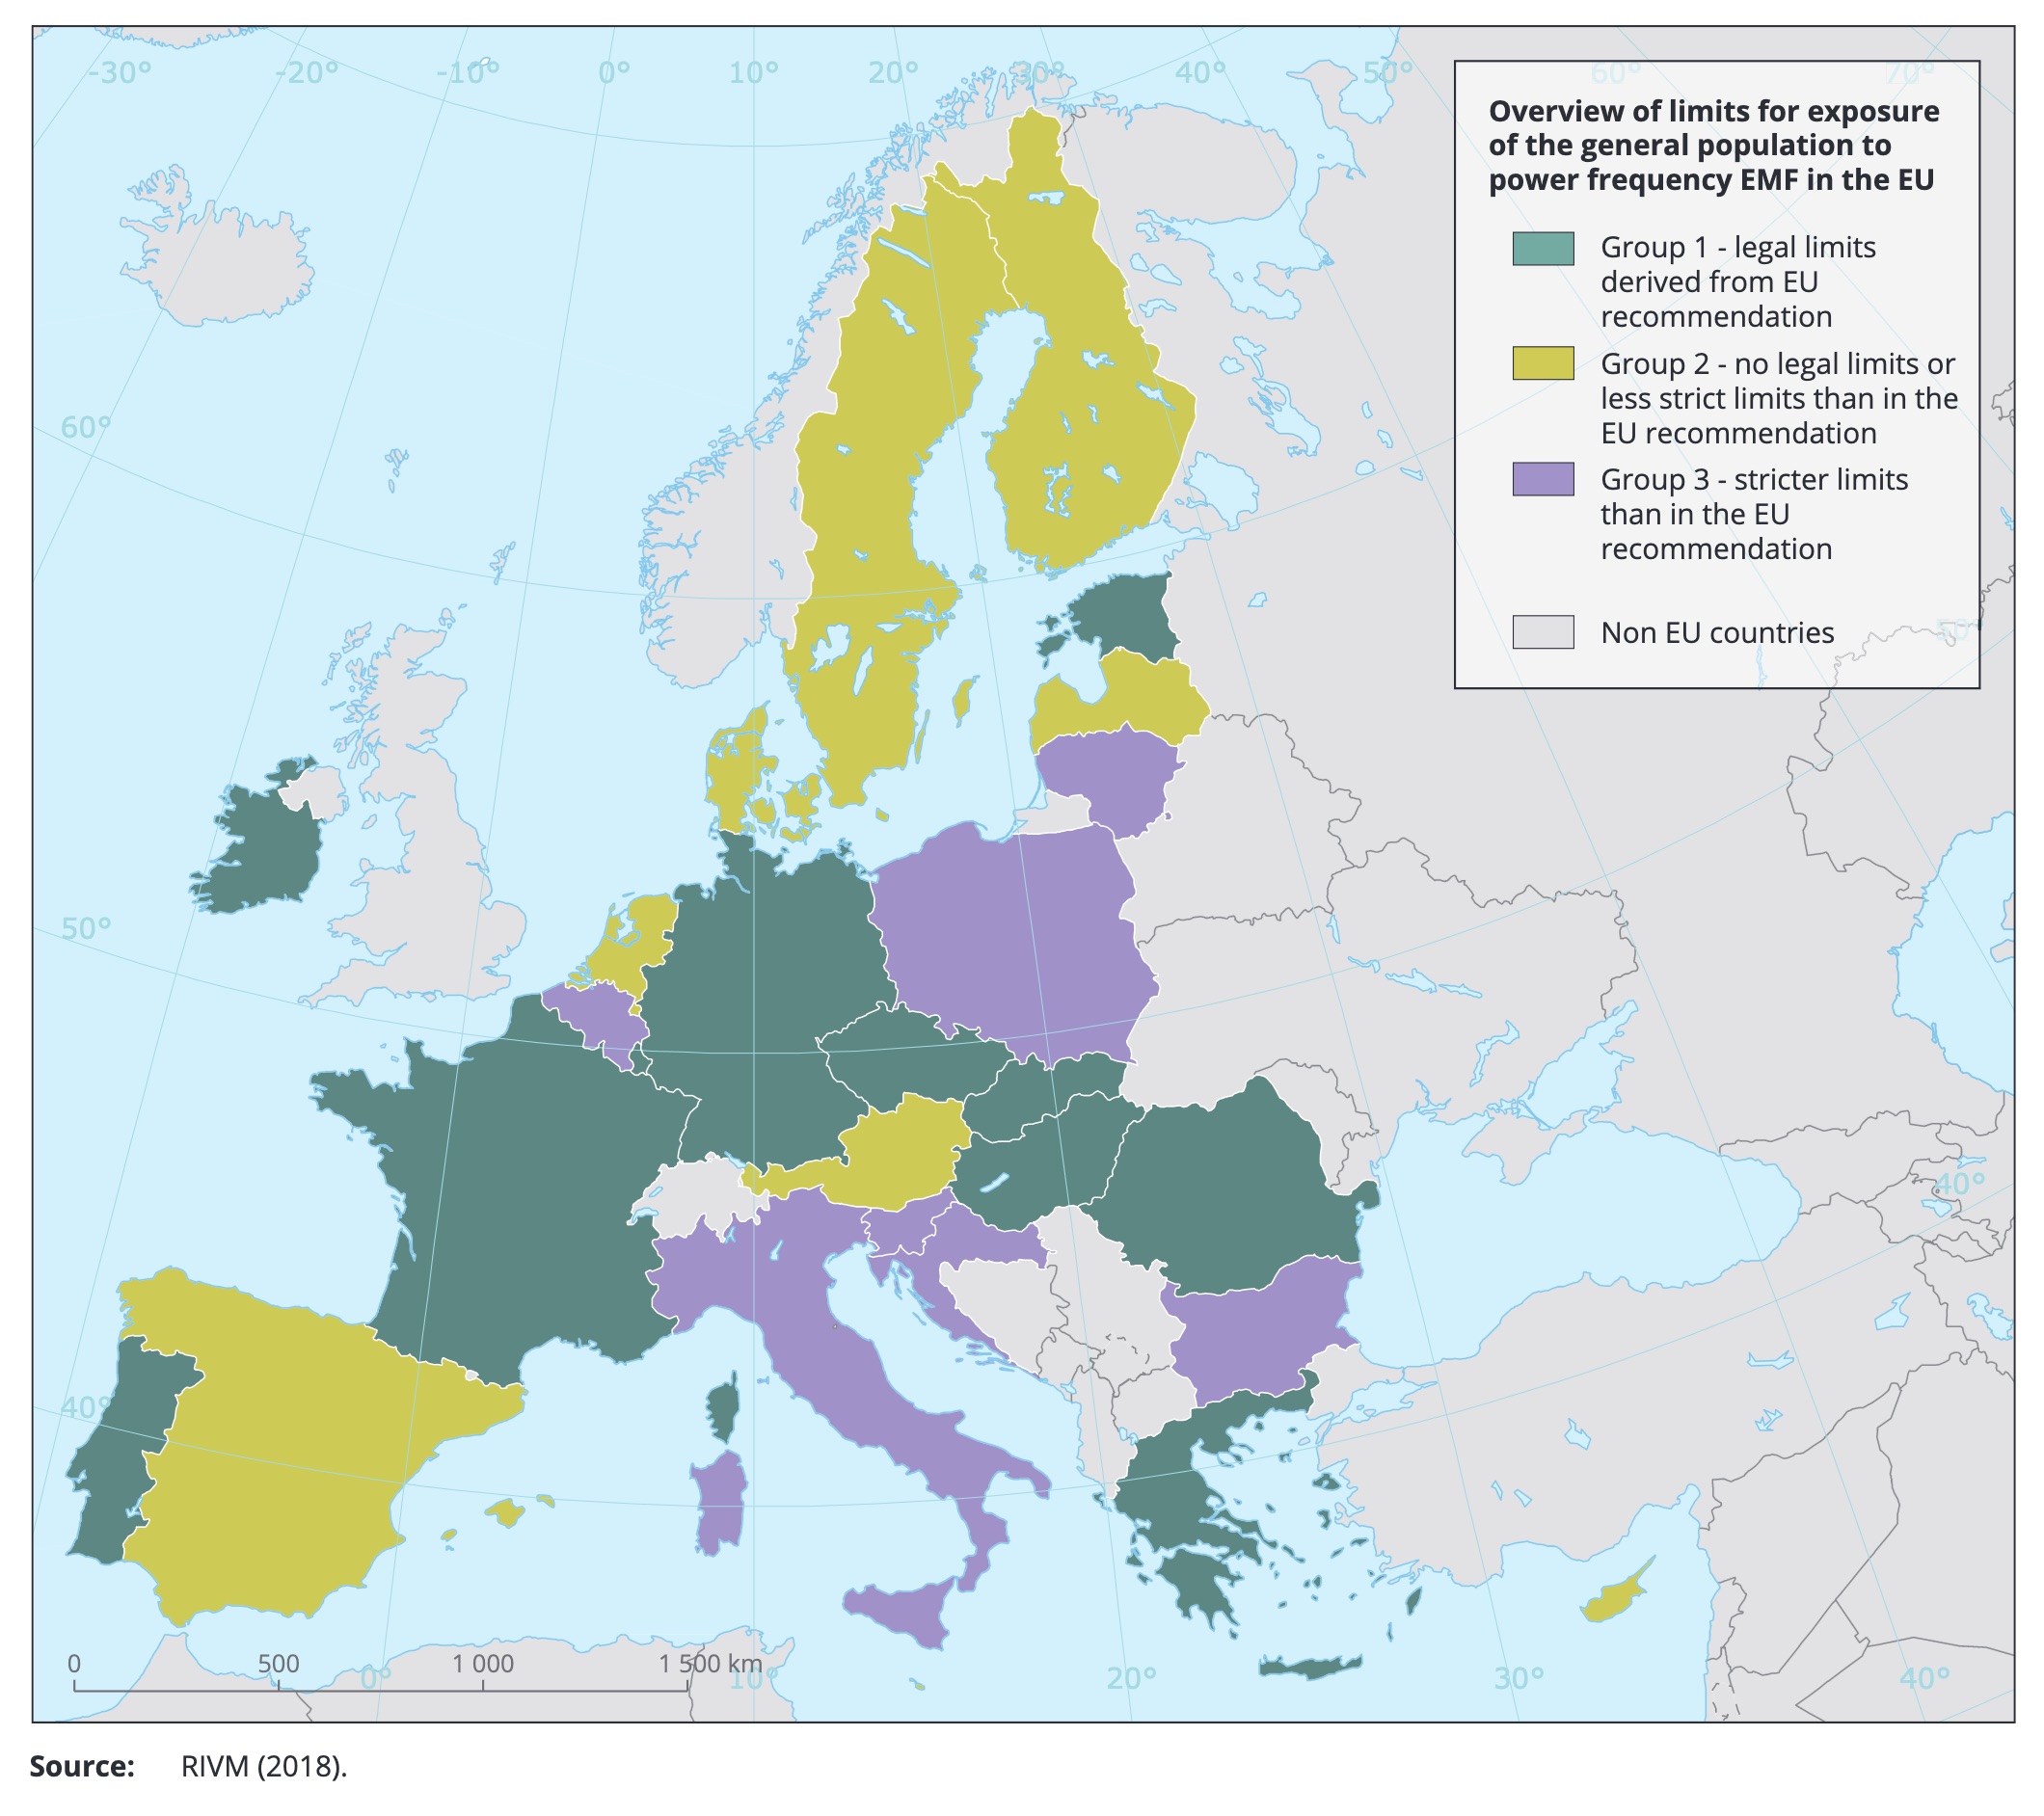 -30°
-20°
-10°
0°
10°
20°
30°
40°
50°
60°
70°
Overview of limits for exposure
of the general population to
power frequency EMF in the EU
Group 1 - legal limits
derived from EU
recommendation
Group 2 - no legal limits or
less strict limits than in the
EU recommendation
Group 3 - stricter limits
than in the EU
recommendation
Non EU countries
60°
50°
50°
40°
40°
0
500
1 000
1 500 km
0°
10°
20°
30°
40°
Source: RIVM (2018).